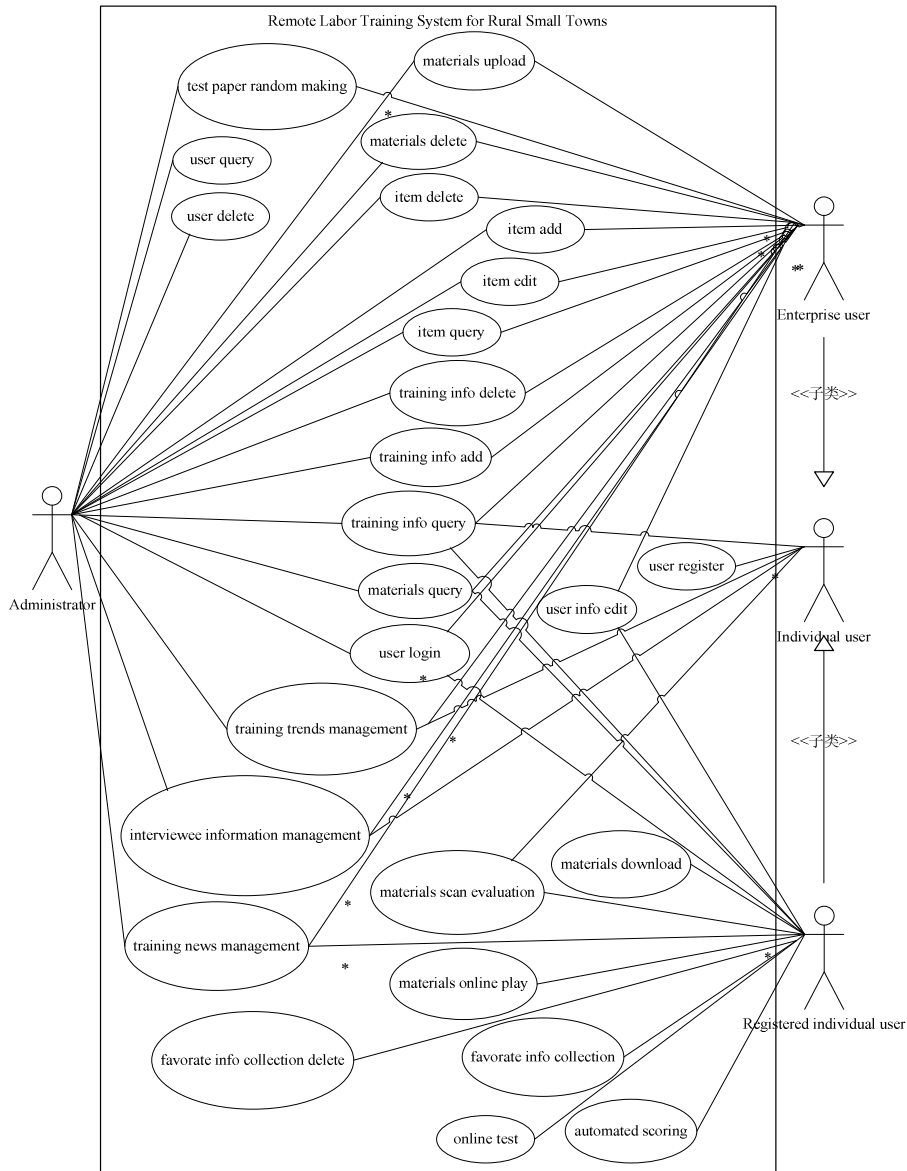 Remote Labor Training System for Rural Small Towns
materials upload
test paper random making
*
materials delete
user query
item delete
user delete
item add
*
*
**
item edit
Enterprise user
item query
training info delete
<<子类>>
training info add
training info query
user register
*
materials query
Administrator
user info edit
Individual user
user login
*
training trends management
*
<<子类>>
*
interviewee information management
materials download
materials scan evaluation
*
training news management
*
*
materials online play
Registered individual user
favorate info collection
favorate info collection delete
automated scoring
online test